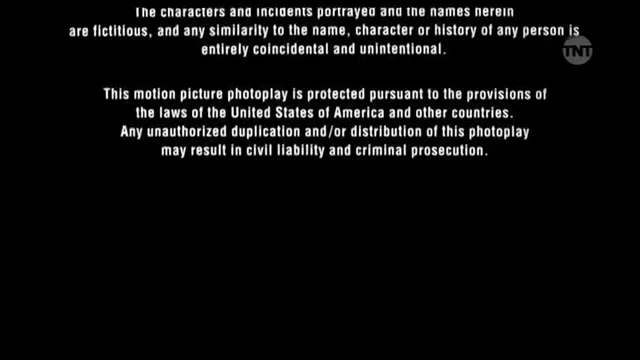 The characters and incidents portrayed and the names herein
are fictitious, and any similarity to the name, character or history of any person is
entirely coincidental and unintentional.
TNT
This motion picture photoplay is protected pursuant to the provisions of
the laws of the United States of America and other countries.
Any unauthorized duplication and/or distribution of this photoplay
may result in civil liability and criminal prosecution.